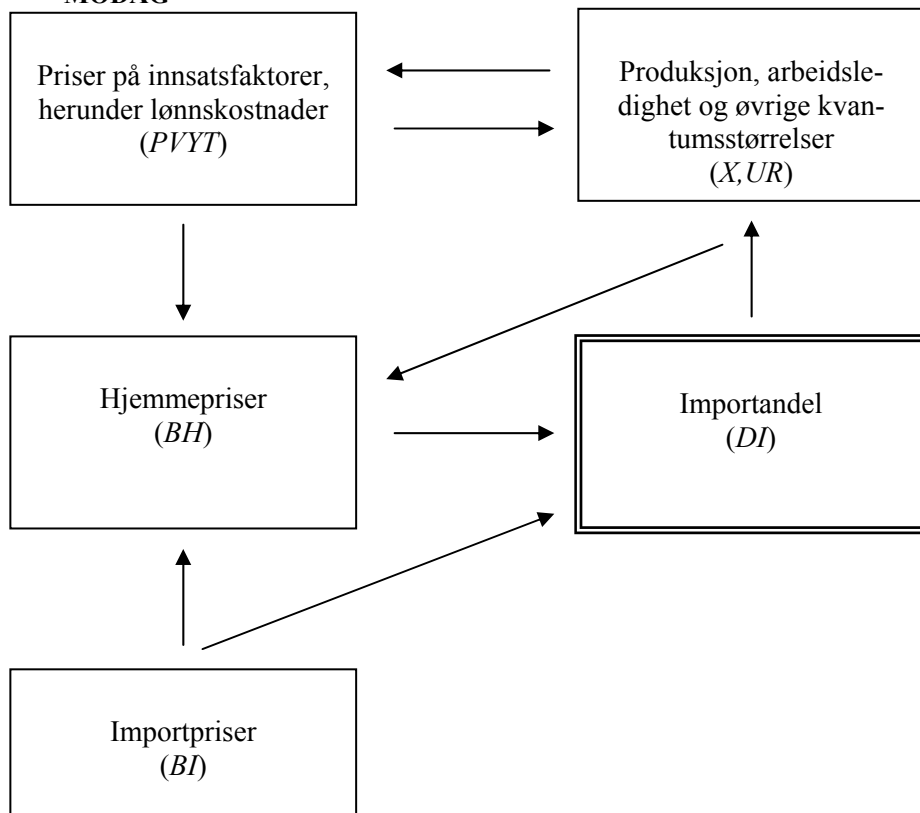 MODAG
Priser på innsatsfaktorer,
herunder lønnskostnader
(PVYT)
Produksjon, arbeidsle-
dighet og øvrige kvan-
tumsstørrelser
(X,UR)
Hjemmepriser
(BH)
Importandel
(DI)
Importpriser
(BI)